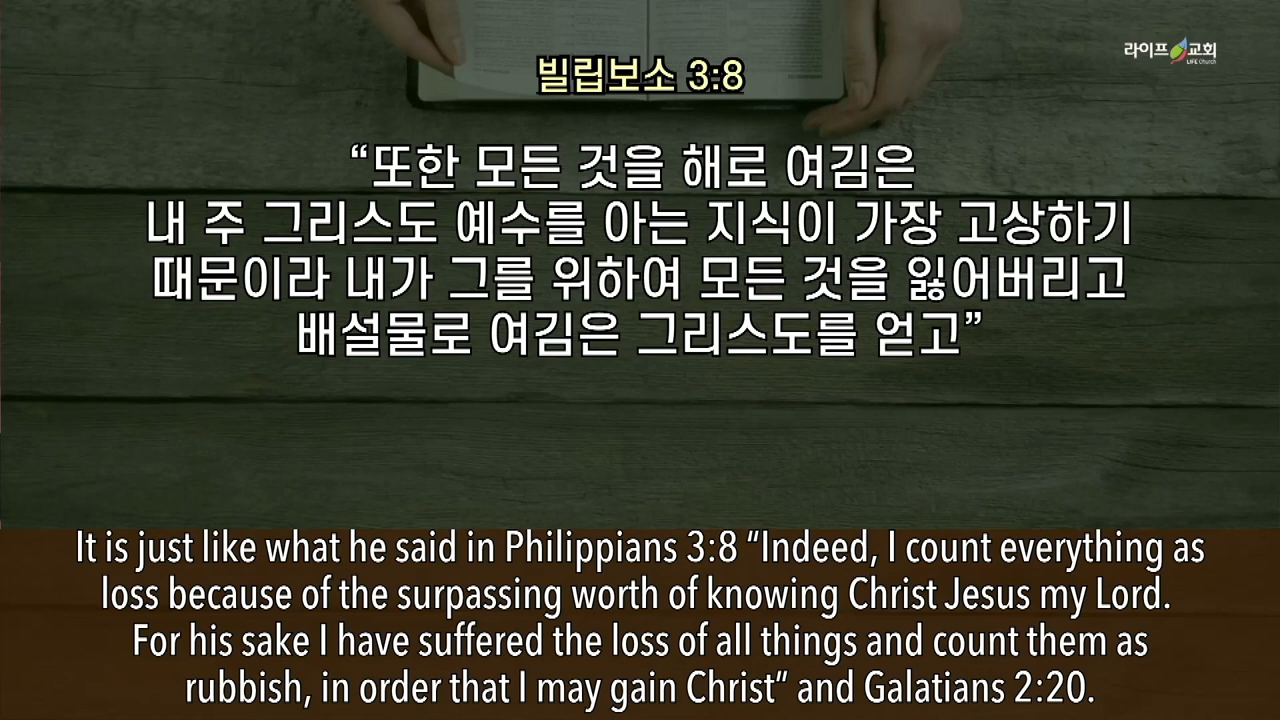 라이프 교회
LIFE Church
빌립보소 3:8
“또한 모든 것을 해로 여김은
내 주 그리스도 예수를 아는 지식이 가장 고상하기
때문이라 내가 그를 위하여 모든 것을 잃어버리고
배설물로 여김은 그리스도를 얻고”
It is just like what he said in Philippians 3:8 “Indeed, I count everything as
loss because of the surpassing worth of knowing Christ Jesus my Lord.
For his sake I have suffered the loss of all things and count them as
rubbish, in order that I may gain Christ“ and Galatians 2:20.